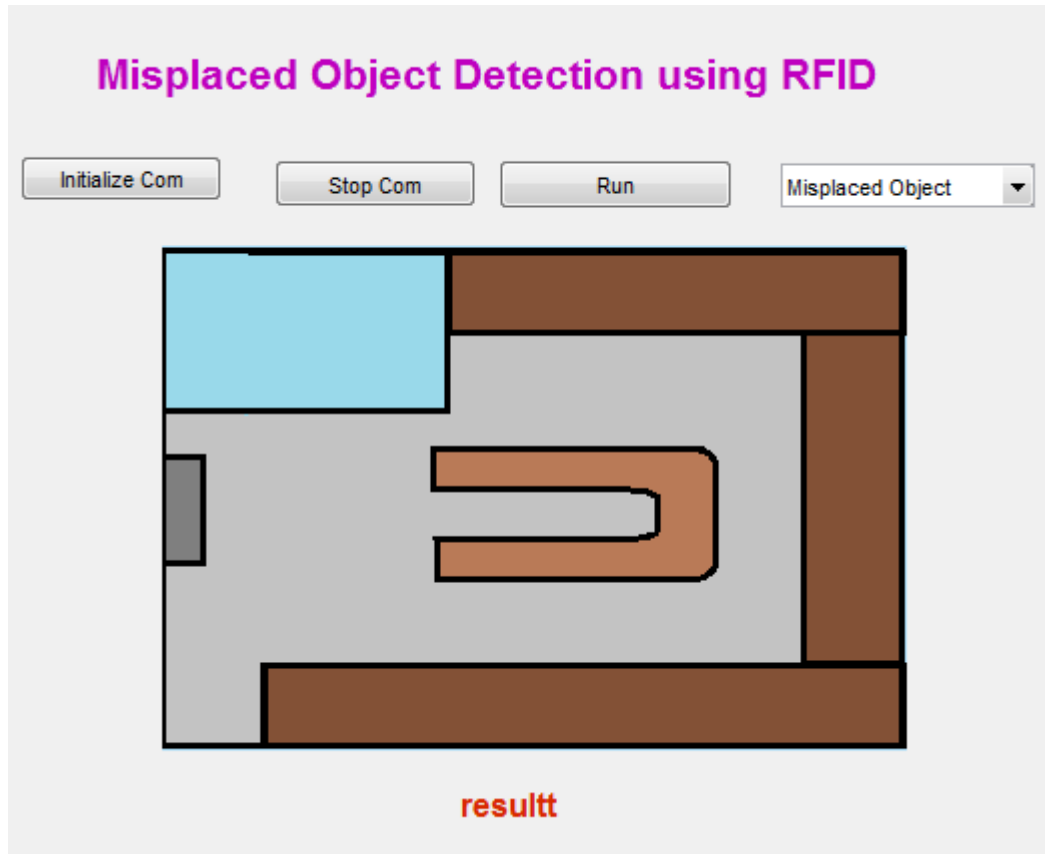 Misplaced Object Detection using RFID
Initialize Com
Stop Com
Run
Misplaced Object
resultt